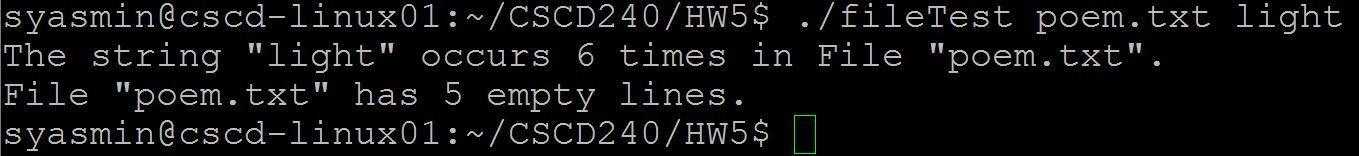 syasmin@cscd-linux01:~/CSCD240/HW5$ ./fileTest poem.txt light
The string "light" occurs 6 times in File "poem.txt".
File "poem.txt" has 5 empty lines.
syasmin@cscd-linux01:~/CSCD240/HW5$